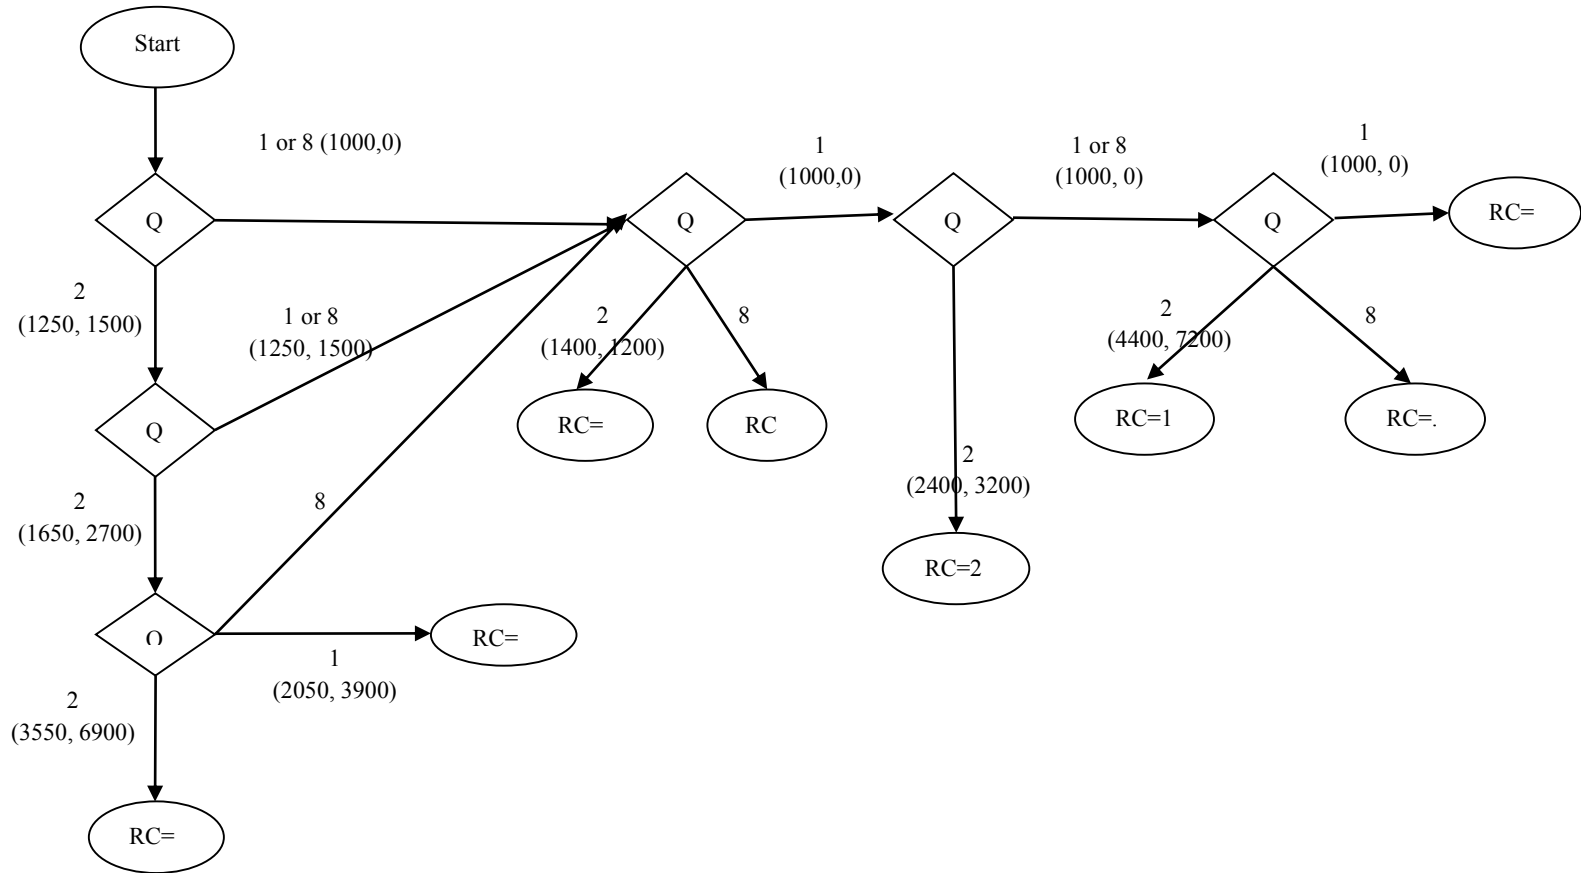 Start
1 or 8 (1000,0)
1
(1000,0)
1 or 8
(1000, 0)
1
(1000, 0)
Q
Q
Q
Q
RC=
2
(1250, 1500)
1 or 8
(1250, 1500)
2
(1400, 1200)
8
2
(4400, 7200)
8
Q
RC=
RC
RC=1
RC=.
2
(2400, 3200)
2
(1650, 2700)
8
RC=2
Q
RC=
1
(2050, 3900)
2
(3550, 6900)
RC=